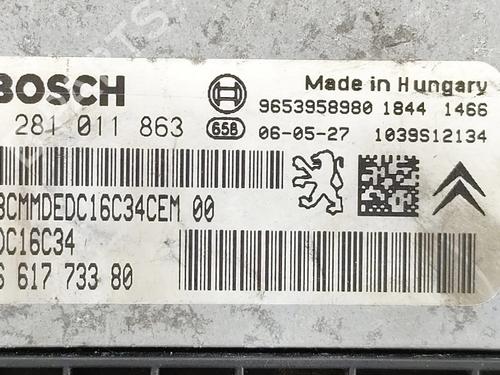 BOSCH
Made in Hungary
9653958980 1844 1466
281 011 863
658
06-05-27 1039S12134
BCMMDEDC16C34CEM 00
DC16C34
6 617 733 80